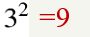 3² =9